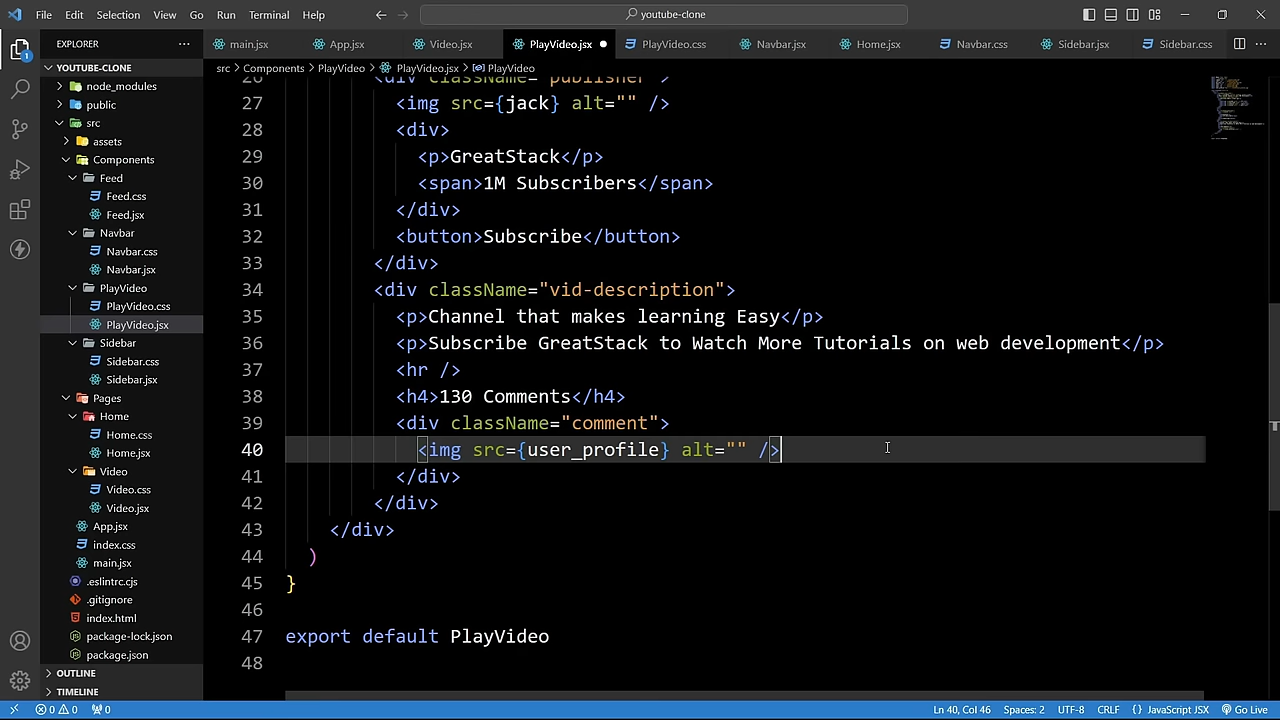 File Edit Selection View Go Run Terminal Help
youtube-clone
EXPLORER
main.jsx
App.jsx
Video.jsx
PlayVideo.jsx
PlayVideo.css
Navbar.jsx
Home.jsx
Navbar.css
Sidebar.jsx
Sidebar.css
src > Components > PlayVideo > PlayVideo.jsx > PlayVideo
YOUTUBE-CLONE
node_modules
public
src
assets
Components
Feed
Feed.css
Feed.jsx
Navbar
Navbar.css
Navbar.jsx
PlayVideo
PlayVideo.css
PlayVideo.jsx
Sidebar
Sidebar.css
Sidebar.jsx
Pages
Home
Home.css
Home.jsx
Video
Video.css
Video.jsx
App.jsx
index.css
main.jsx
.eslintrc.cjs
.gitignore
index.html
package-lock.json
package.json
OUTLINE
TIMELINE
26 <div className="publisher">
27 <img src={jack} alt="" />
28 <div>
29 <p>GreatStack</p>
30 <span>1M Subscribers</span>
31 </div>
32 <button>Subscribe</button>
33 </div>
34 <div className="vid-description">
35 <p>Channel that makes learning Easy</p>
36 <p>Subscribe GreatStack to Watch More Tutorials on web development</p>
37 <hr />
38 <h4>130 Comments</h4>
39 <div className="comment">
40 <img src={user_profile} alt="" />
41 </div>
42 </div>
43 </div>
44 )
45 }
46
47 export default PlayVideo
48
0 0 0
Ln 40, Col 46 Spaces: 2 UTF-8 CRLF {} JavaScript JSX Go Live